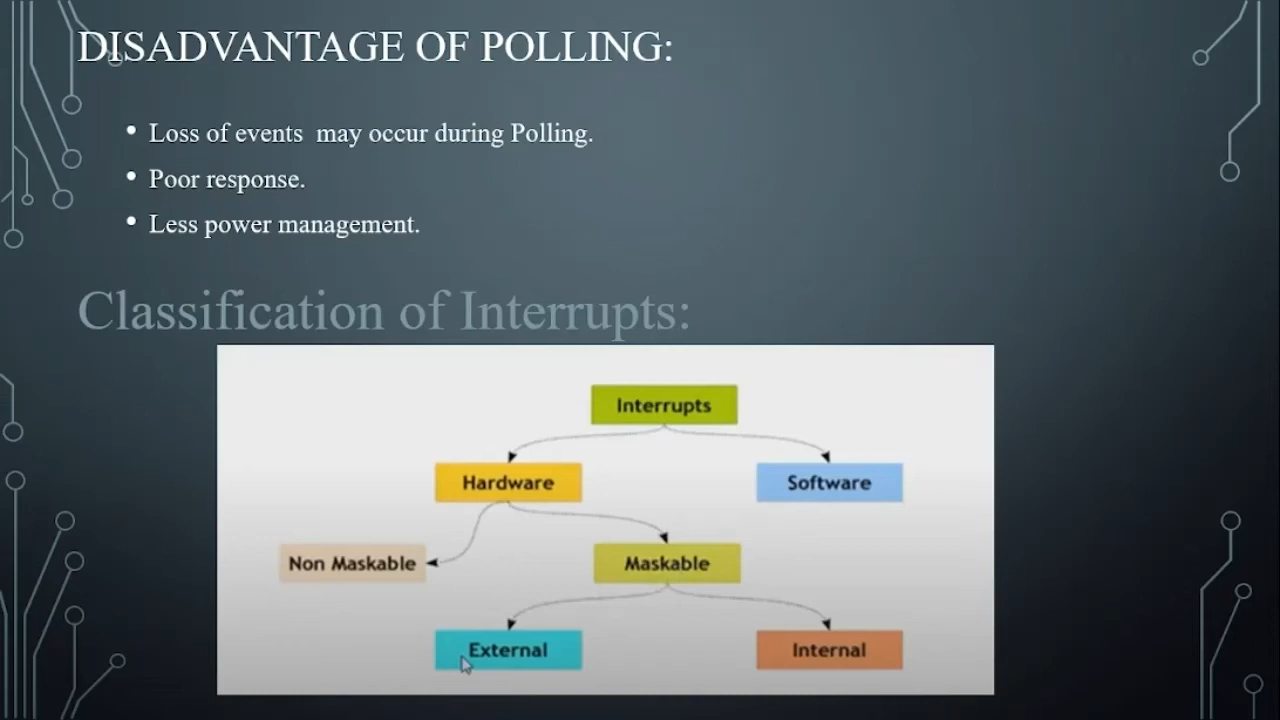 DISADVANTAGE OF POLLING:
• Loss of events may occur during Polling.
• Poor response.
• Less power management.
Classification of Interrupts:
Interrupts
Hardware
Software
Non Maskable
Maskable
External
Internal